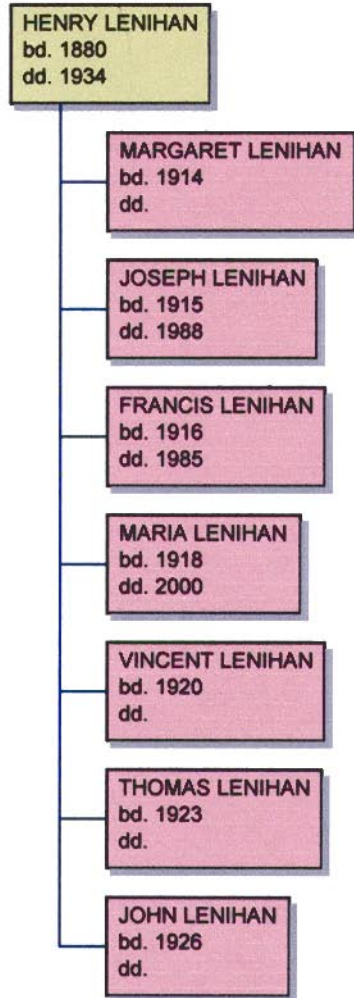 HENRY LENIHAN
bd. 1880
dd. 1934
MARGARET LENIHAN
bd. 1914
dd.
JOSEPH LENIHAN
bd. 1915
dd. 1988
FRANCIS LENIHAN
bd. 1916
dd. 1985
MARIA LENIHAN
bd. 1918
dd. 2000
VINCENT LENIHAN
bd. 1920
dd.
THOMAS LENIHAN
bd. 1923
dd.
JOHN LENIHAN
bd. 1926
dd.